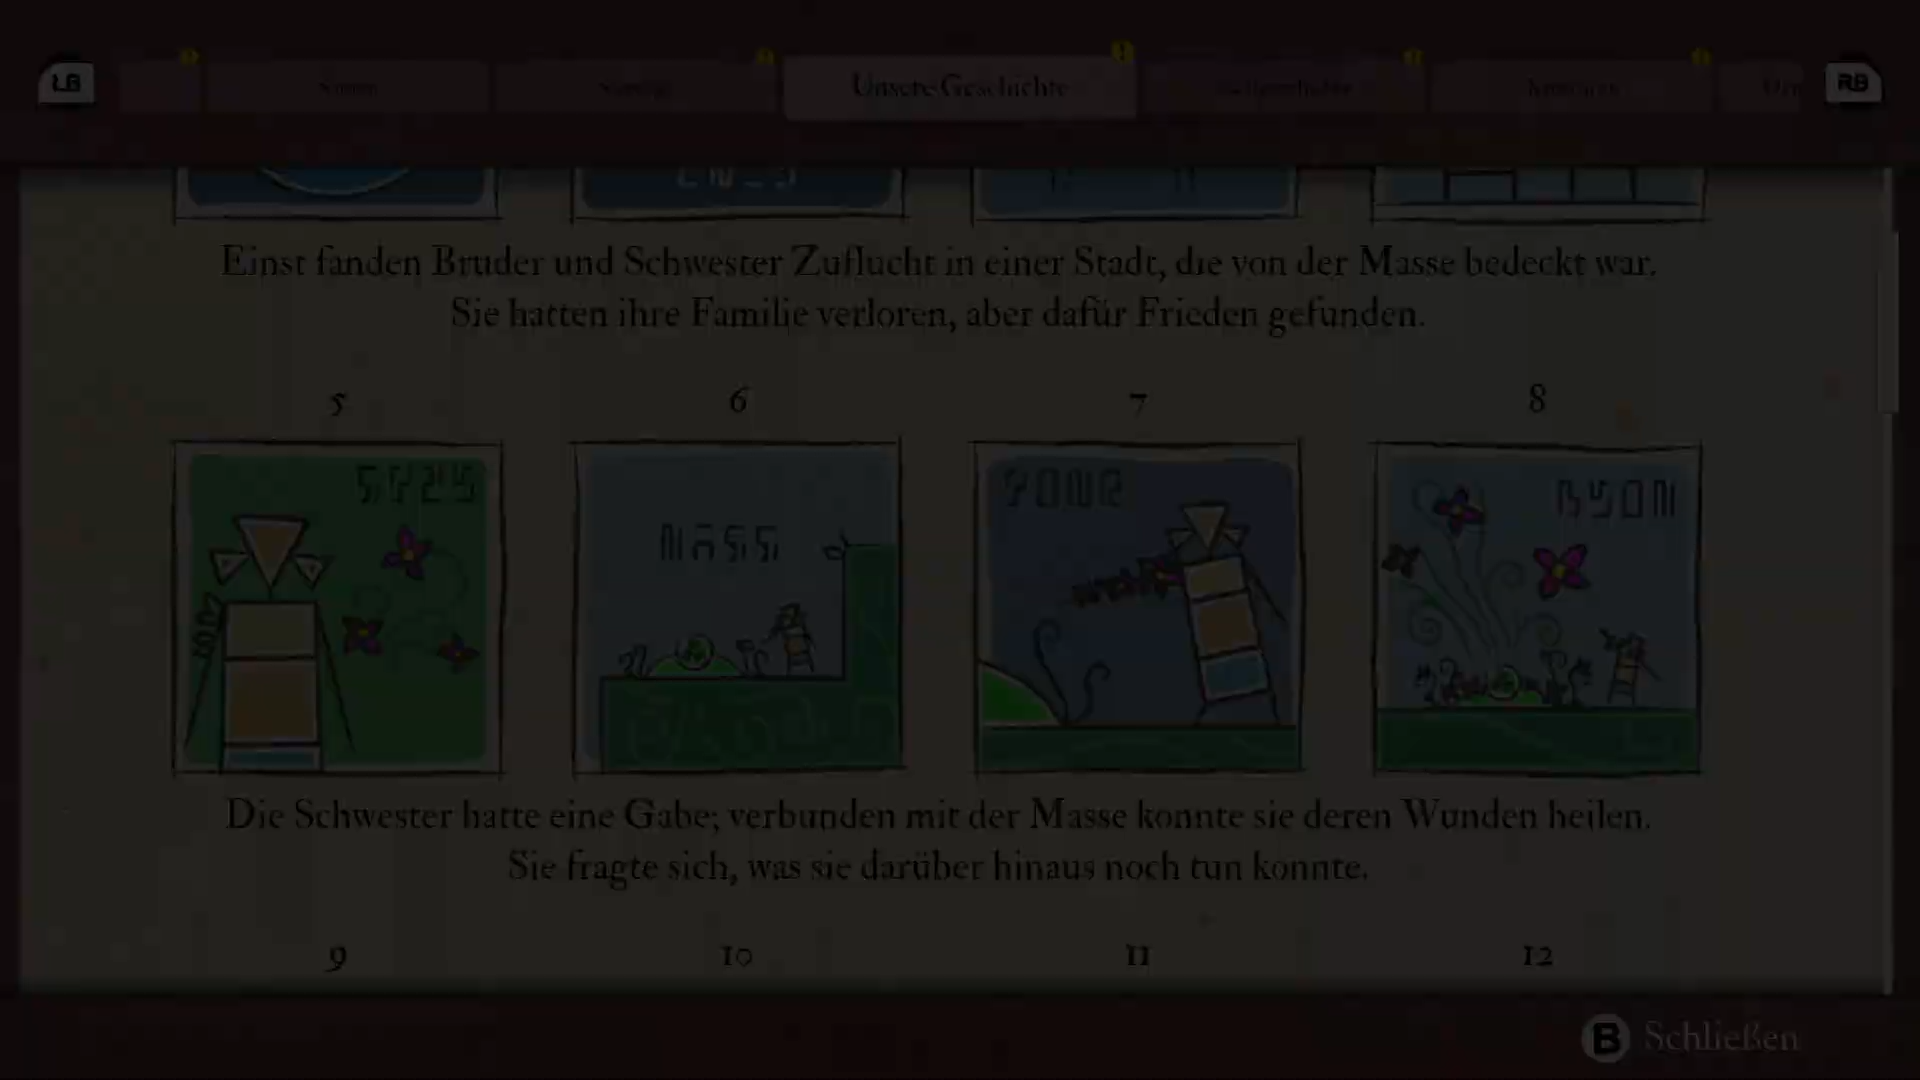 LB
Unsere Geschichte
RB
Einst fanden Bruder und Schwester Zuflucht in einer Stadt, die von der Masse bedeckt war.
Sie hatten ihre Familie verloren, aber dafür Frieden gefunden.
5 6 7 8
Die Schwester hatte eine Gabe; verbunden mit der Masse konnte sie deren Wunden heilen.
Sie fragte sich, was sie darüber hinaus noch tun konnte.
9 10 11 12
B Schließen